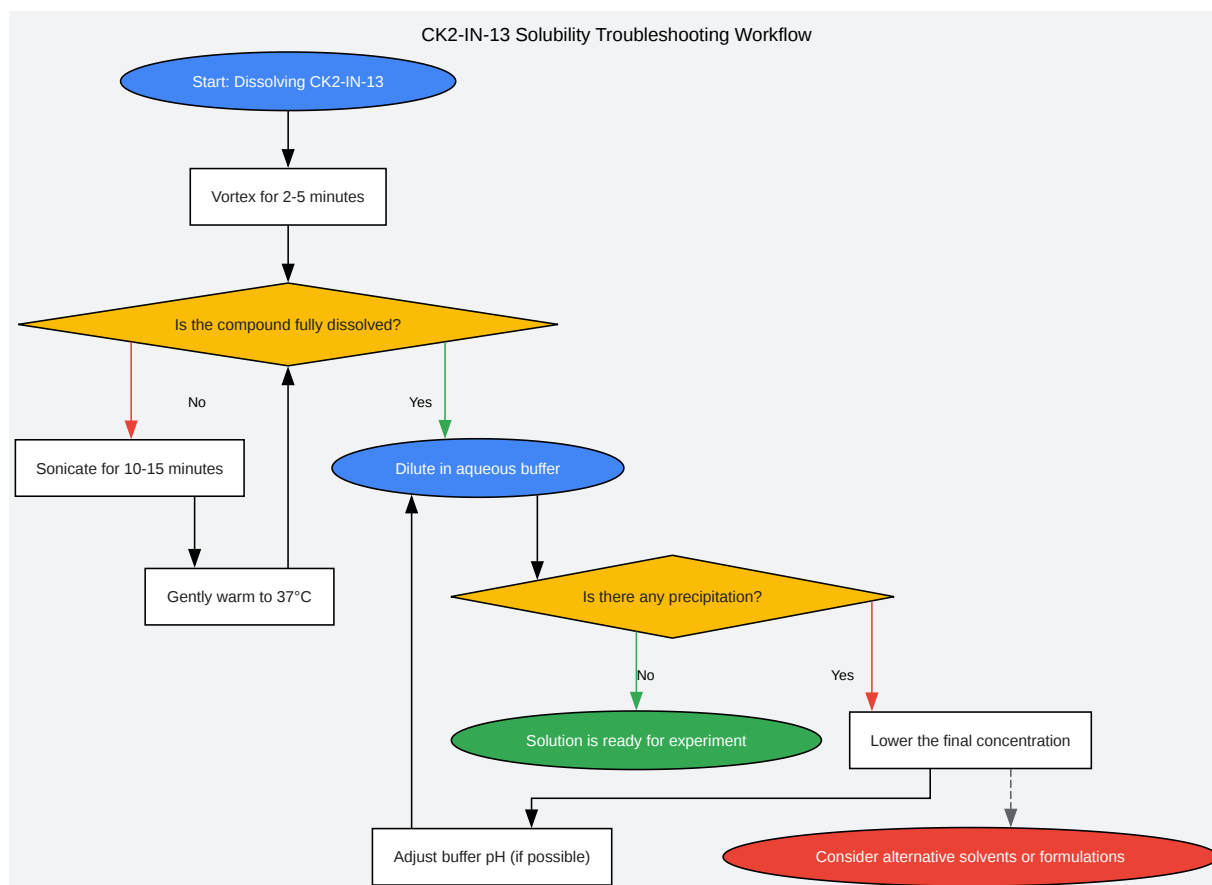 CK2-IN-13 Solubility Troubleshooting Workflow
Start: Dissolving CK2-IN-13
Vortex for 2-5 minutes
Is the compound fully dissolved?
No
Yes
Sonicate for 10-15 minutes
Dilute in aqueous buffer
Gently warm to 37°C
Is there any precipitation?
No
Yes
Solution is ready for experiment
Lower the final concentration
Adjust buffer pH (if possible)
Consider alternative solvents or formulations